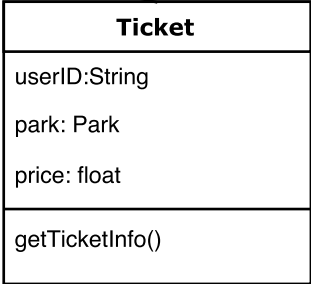 Ticket
userID:String
park: Park
price: float
getTicketInfo()